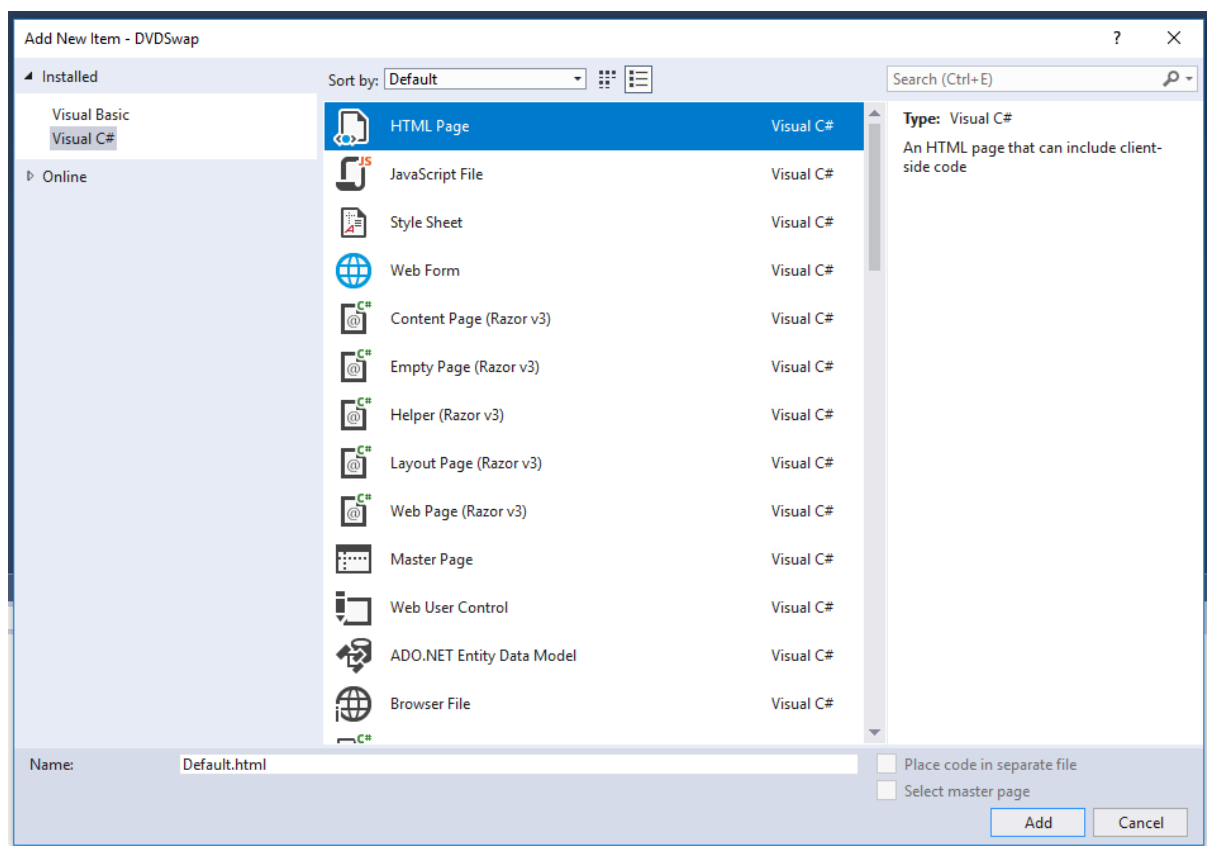 Add New Item - DVDSwap
?
Installed
Sort by: Default
Search (Ctrl+E)
Visual Basic
Visual C#
Online
HTML Page Visual C#
JavaScript File Visual C#
Style Sheet Visual C#
Web Form Visual C#
Content Page (Razor v3) Visual C#
Empty Page (Razor v3) Visual C#
Helper (Razor v3) Visual C#
Layout Page (Razor v3) Visual C#
Web Page (Razor v3) Visual C#
Master Page Visual C#
Web User Control Visual C#
ADO.NET Entity Data Model Visual C#
Browser File Visual C#
Type: Visual C#
An HTML page that can include client-
side code
Name: Default.html
Place code in separate file
Select master page
Add Cancel